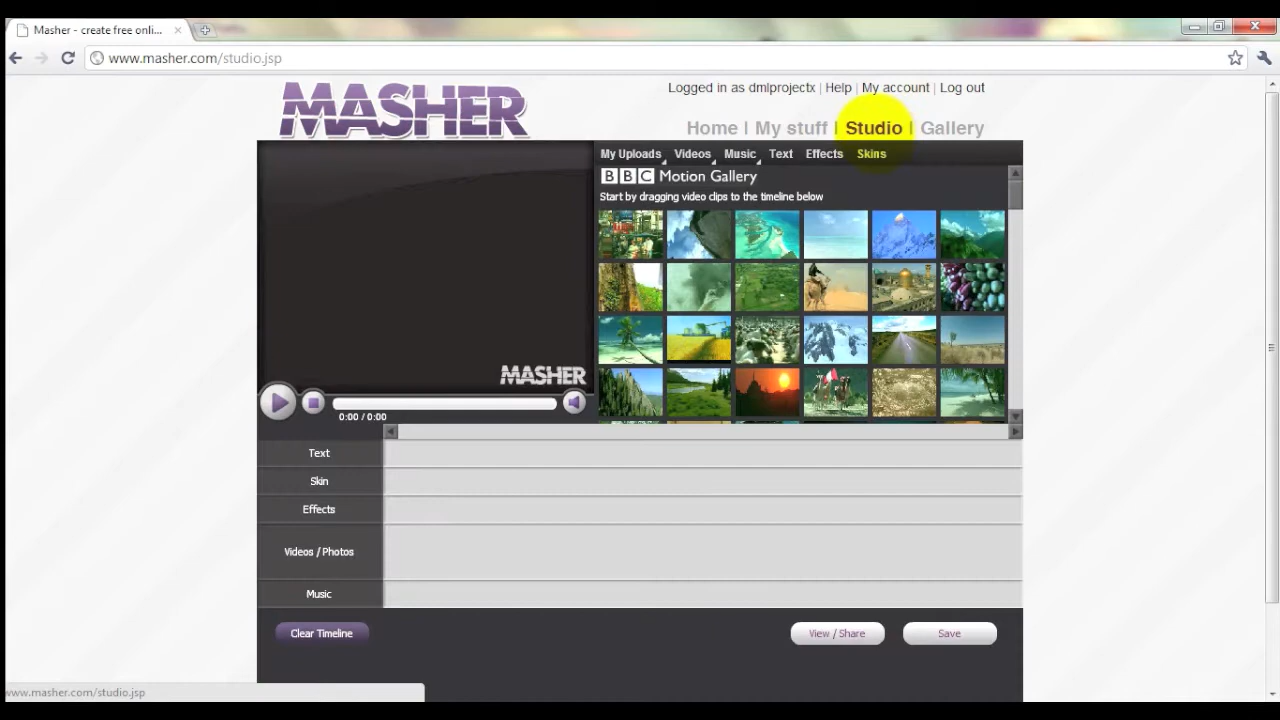 Masher - create free onli...
www.masher.com/studio.jsp
MASHER
Logged in as dmlprojectx | Help | My account | Log out
Home | My stuff | Studio | Gallery
My Uploads Videos Music Text Effects Skins
BBC Motion Gallery
Start by dragging video clips to the timeline below
MASHER
0:00 / 0:00
Text
Skin
Effects
Videos / Photos
Music
Clear Timeline
View / Share
Save
www.masher.com/studio.jsp